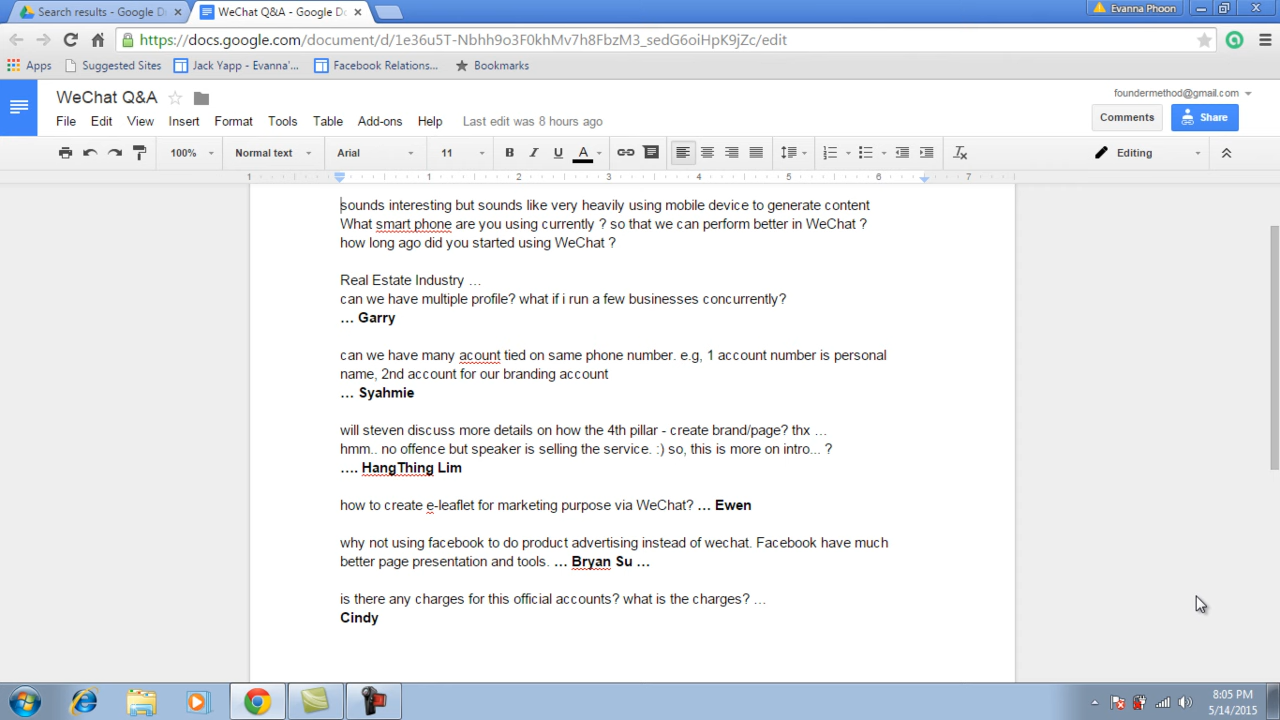 Search results - Google D
WeChat Q&A - Google Do
Evanna Phoon
https://docs.google.com/document/d/1e36u5T-Nbhh9o3F0khMv7h8FbzM3_sedG6oiHpK9jZc/edit
Apps Suggested Sites Jack Yapp - Evanna'... Facebook Relations... Bookmarks
WeChat Q&A
foundermethod@gmail.com
File Edit View Insert Format Tools Table Add-ons Help Last edit was 8 hours ago
Comments Share
100% Normal text Arial 11 B I U A Editing
1 1 2 3 4 5 6 7
sounds interesting but sounds like very heavily using mobile device to generate content
What smart phone are you using currently ? so that we can perform better in WeChat ?
how long ago did you started using WeChat ?
Real Estate Industry …
can we have multiple profile? what if i run a few businesses concurrently?
… Garry
can we have many acount tied on same phone number. e.g, 1 account number is personal
name, 2nd account for our branding account
… Syahmie
will steven discuss more details on how the 4th pillar - create brand/page? thx …
hmm.. no offence but speaker is selling the service. :) so, this is more on intro... ?
…. HangThing Lim
how to create e-leaflet for marketing purpose via WeChat? … Ewen
why not using facebook to do product advertising instead of wechat. Facebook have much
better page presentation and tools. … Bryan Su …
is there any charges for this official accounts? what is the charges? …
Cindy
8:05 PM
5/14/2015